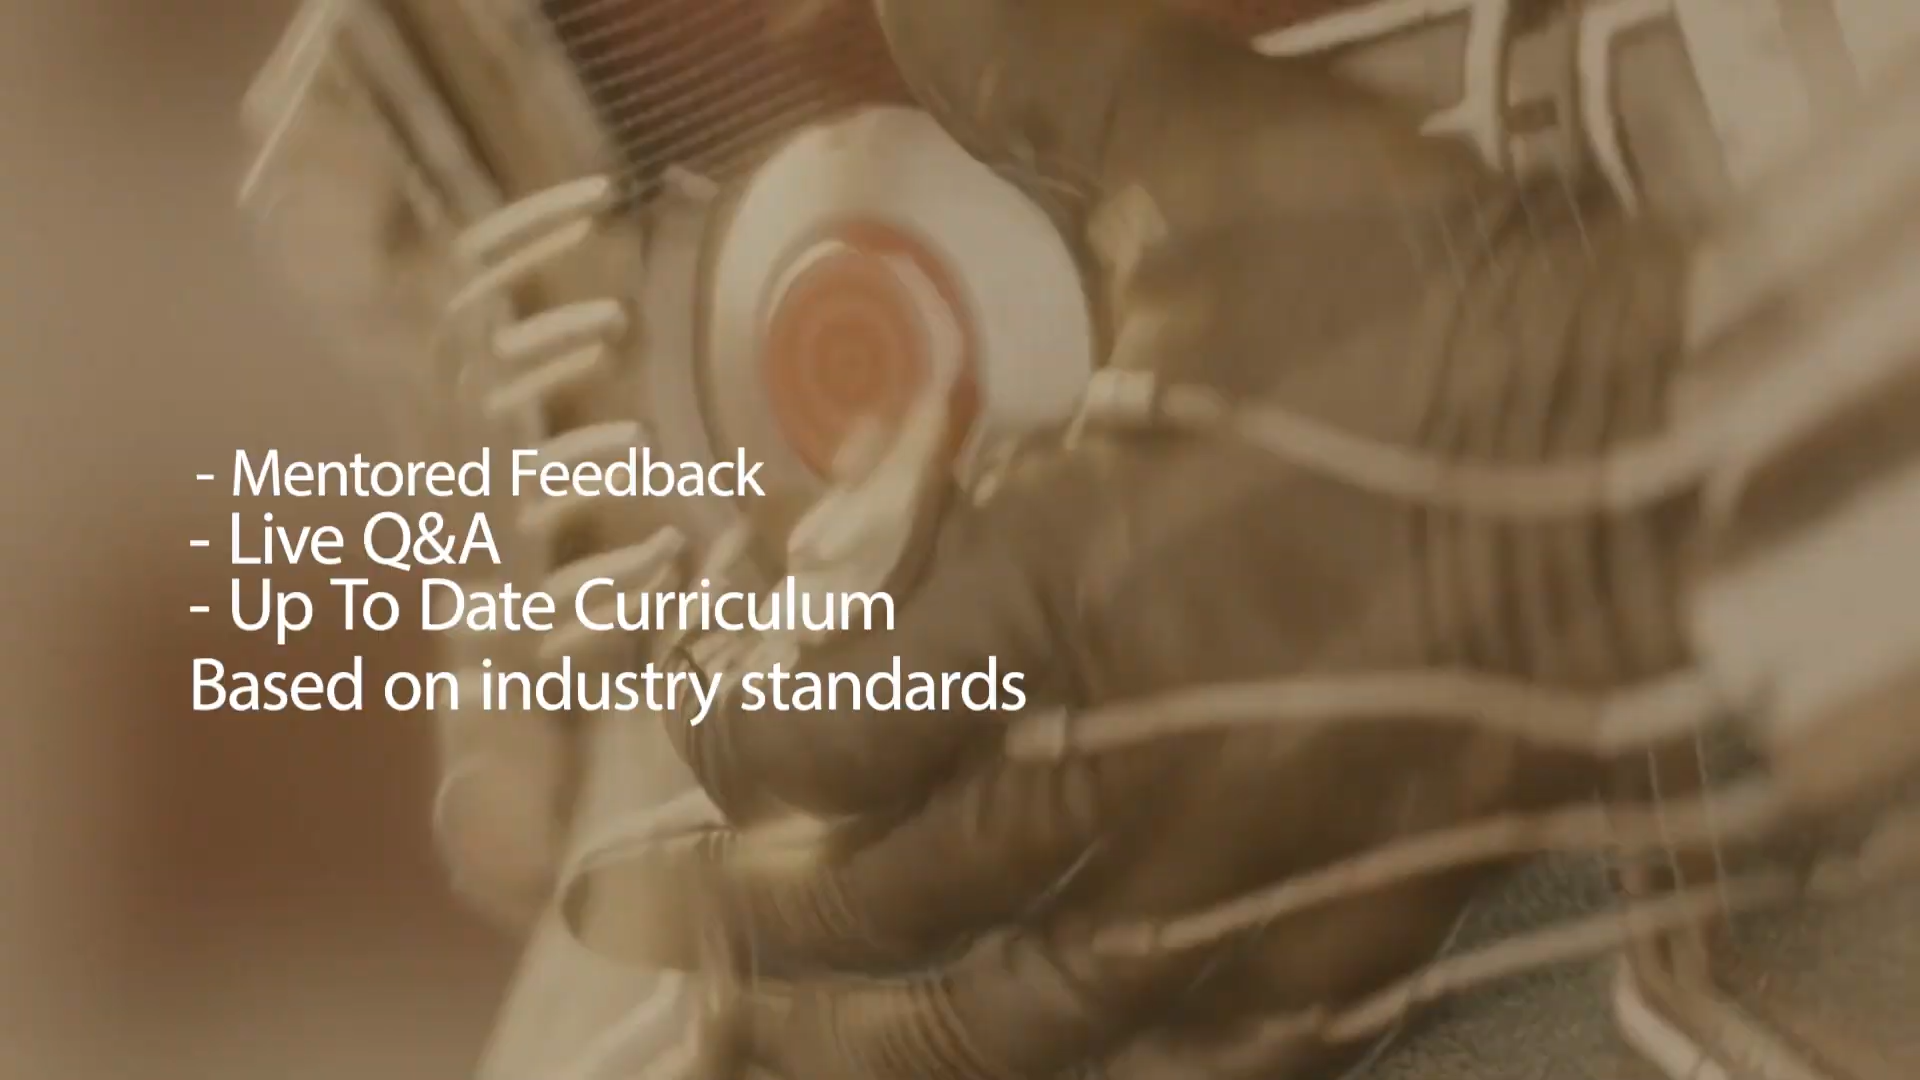 - Mentored Feedback
- Live Q&A
- Up To Date Curriculum
Based on industry standards